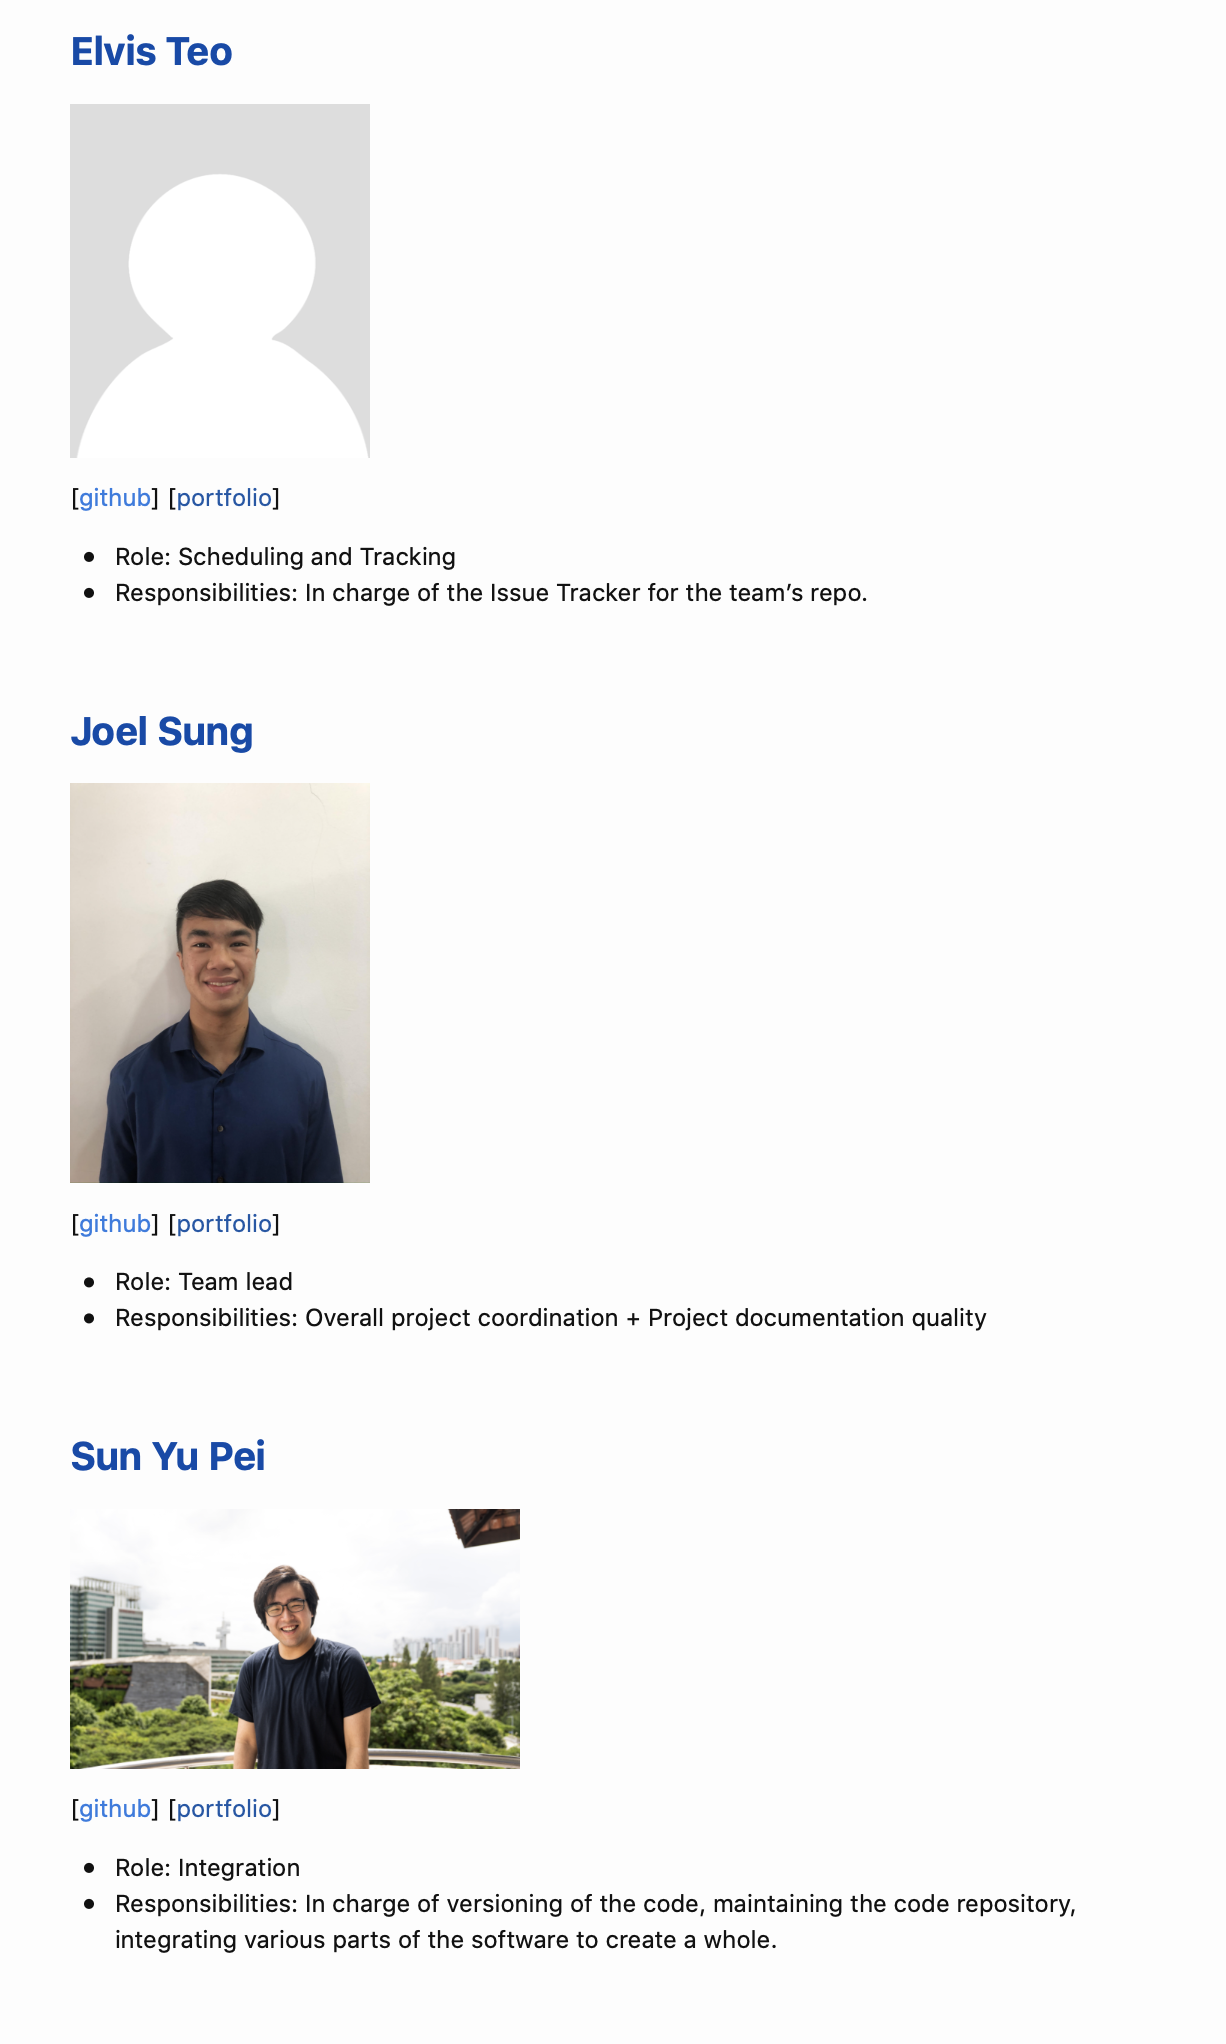 Elvis Teo
[github] [portfolio]
● Role: Scheduling and Tracking
● Responsibilities: In charge of the Issue Tracker for the team’s repo.
Joel Sung
[github] [portfolio]
● Role: Team lead
● Responsibilities: Overall project coordination + Project documentation quality
Sun Yu Pei
[github] [portfolio]
● Role: Integration
● Responsibilities: In charge of versioning of the code, maintaining the code repository,
integrating various parts of the software to create a whole.